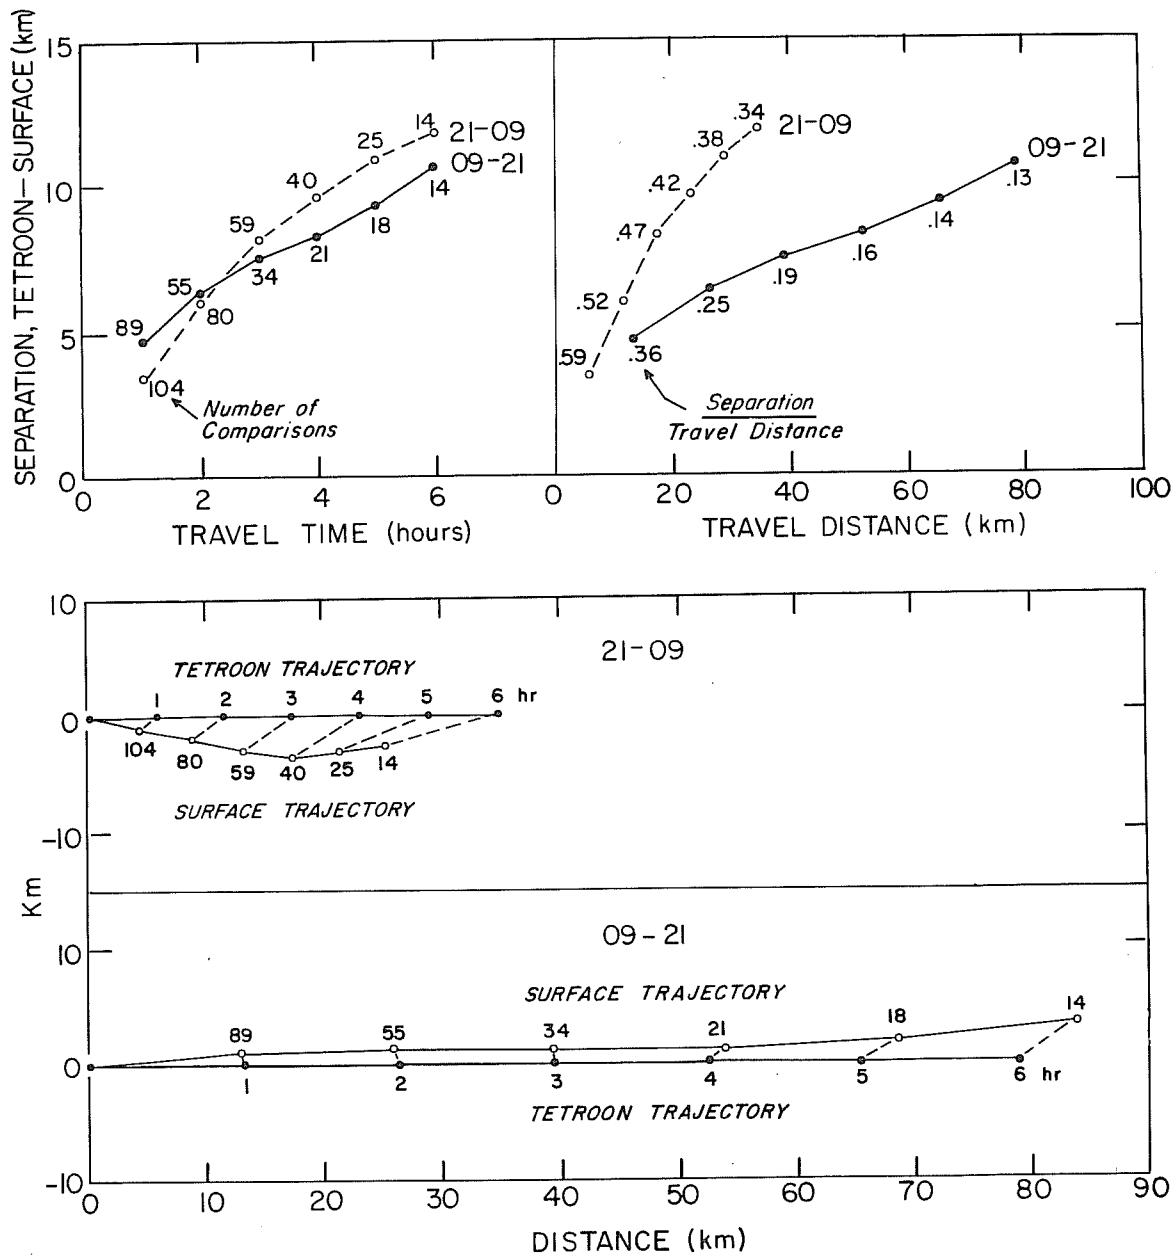 SEPARATION, TETROON–SURFACE (km)
15
10
5
0
14
21–09
25
09–21
40
14
59
18
55
21
34
89
80
104
Number of
Comparisons
0
2
4
6
TRAVEL TIME (hours)
.34
21–09
.38
09–21
.42
.13
.47
.14
.52
.16
.19
.25
.59
.36
Separation
Travel Distance
0
20
40
60
80
100
TRAVEL DISTANCE (km)
Km
10
0
-10
21–09
TETROON TRAJECTORY
1 2 3 4 5 6 hr
104 80 59 40 25 14
SURFACE TRAJECTORY
10
0
-10
09–21
SURFACE TRAJECTORY
89 55 34 21 18 14
1 2 3 4 5 6 hr
TETROON TRAJECTORY
0 10 20 30 40 50 60 70 80 90
DISTANCE (km)